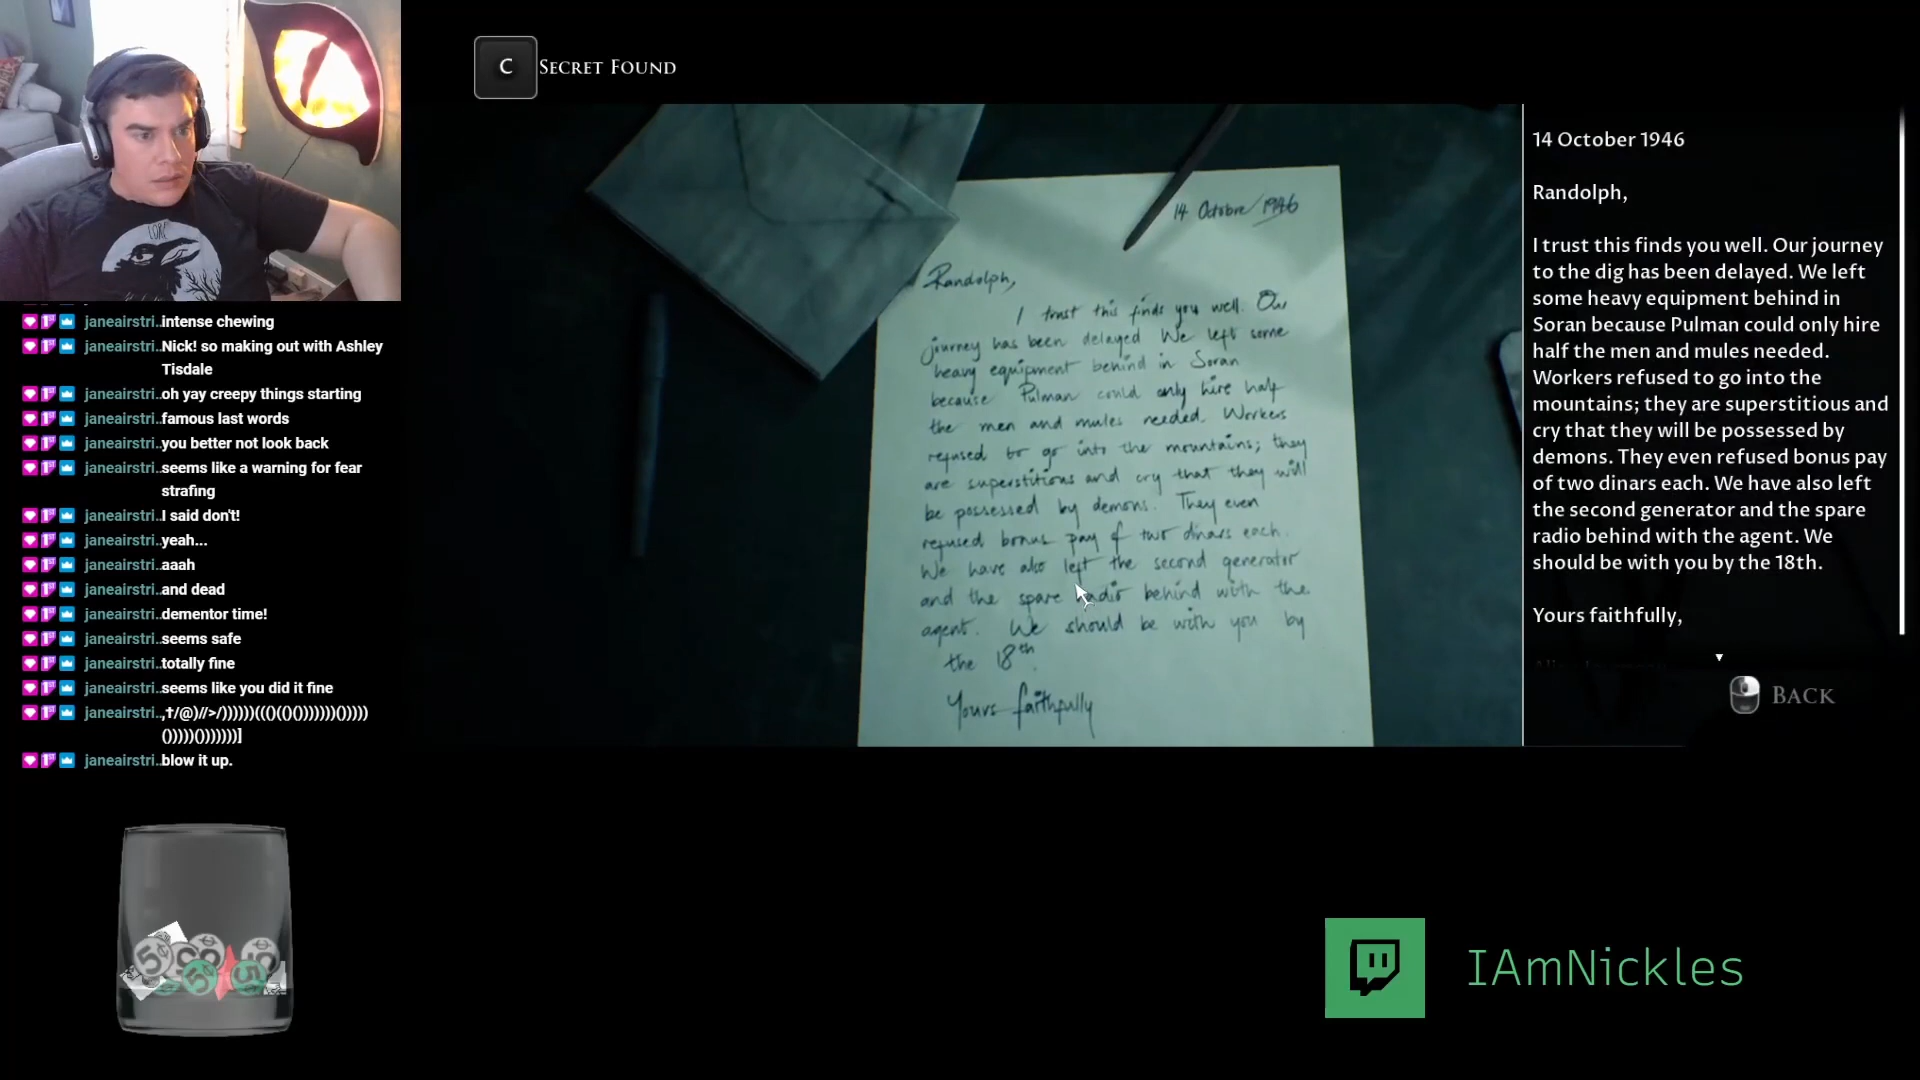 C SECRET FOUND
14 Octobre 1946
Randolph,
I trust this finds you well. Our
journey has been delayed We left some
heavy equipment behind in Soran
because Pulman could only hire half
the men and mules needed. Workers
refused to go into the mountains; they
are superstitious and cry that they will
be possessed by demons. They even
refused bonus pay of two dinars each.
We have also left the second generator
and the spare radio behind with the
agent. We should be with you by
the 18th.
Yours faithfully
14 October 1946
Randolph,
I trust this finds you well. Our journey
to the dig has been delayed. We left
some heavy equipment behind in
Soran because Pulman could only hire
half the men and mules needed.
Workers refused to go into the
mountains; they are superstitious and
cry that they will be possessed by
demons. They even refused bonus pay
of two dinars each. We have also left
the second generator and the spare
radio behind with the agent. We
should be with you by the 18th.
Yours faithfully,
BACK
janeairstri..intense chewing
janeairstri..Nick! so making out with Ashley
Tisdale
janeairstri..oh yay creepy things starting
janeairstri..famous last words
janeairstri..you better not look back
janeairstri..seems like a warning for fear
strafing
janeairstri..I said don't!
janeairstri..yeah...
janeairstri..aaah
janeairstri..and dead
janeairstri..dementor time!
janeairstri..seems safe
janeairstri..totally fine
janeairstri..seems like you did it fine
janeairstri..,†/@)//>/))))))((()(()()))))))())))))
()))))()))))))]
janeairstri..blow it up.
IAmNickles